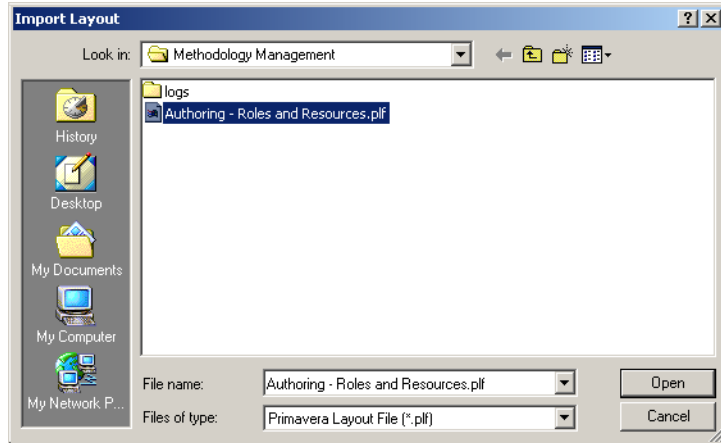 Import Layout
Look in: Methodology Management
logs
Authoring - Roles and Resources.plf
History
Desktop
My Documents
My Computer
My Network P...
File name: Authoring - Roles and Resources.plf Open
Files of type: Primavera Layout File (*.plf) Cancel